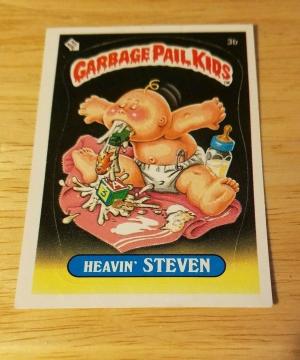 3b
GARBAGE PAIL KIDS
HEAVIN' STEVEN